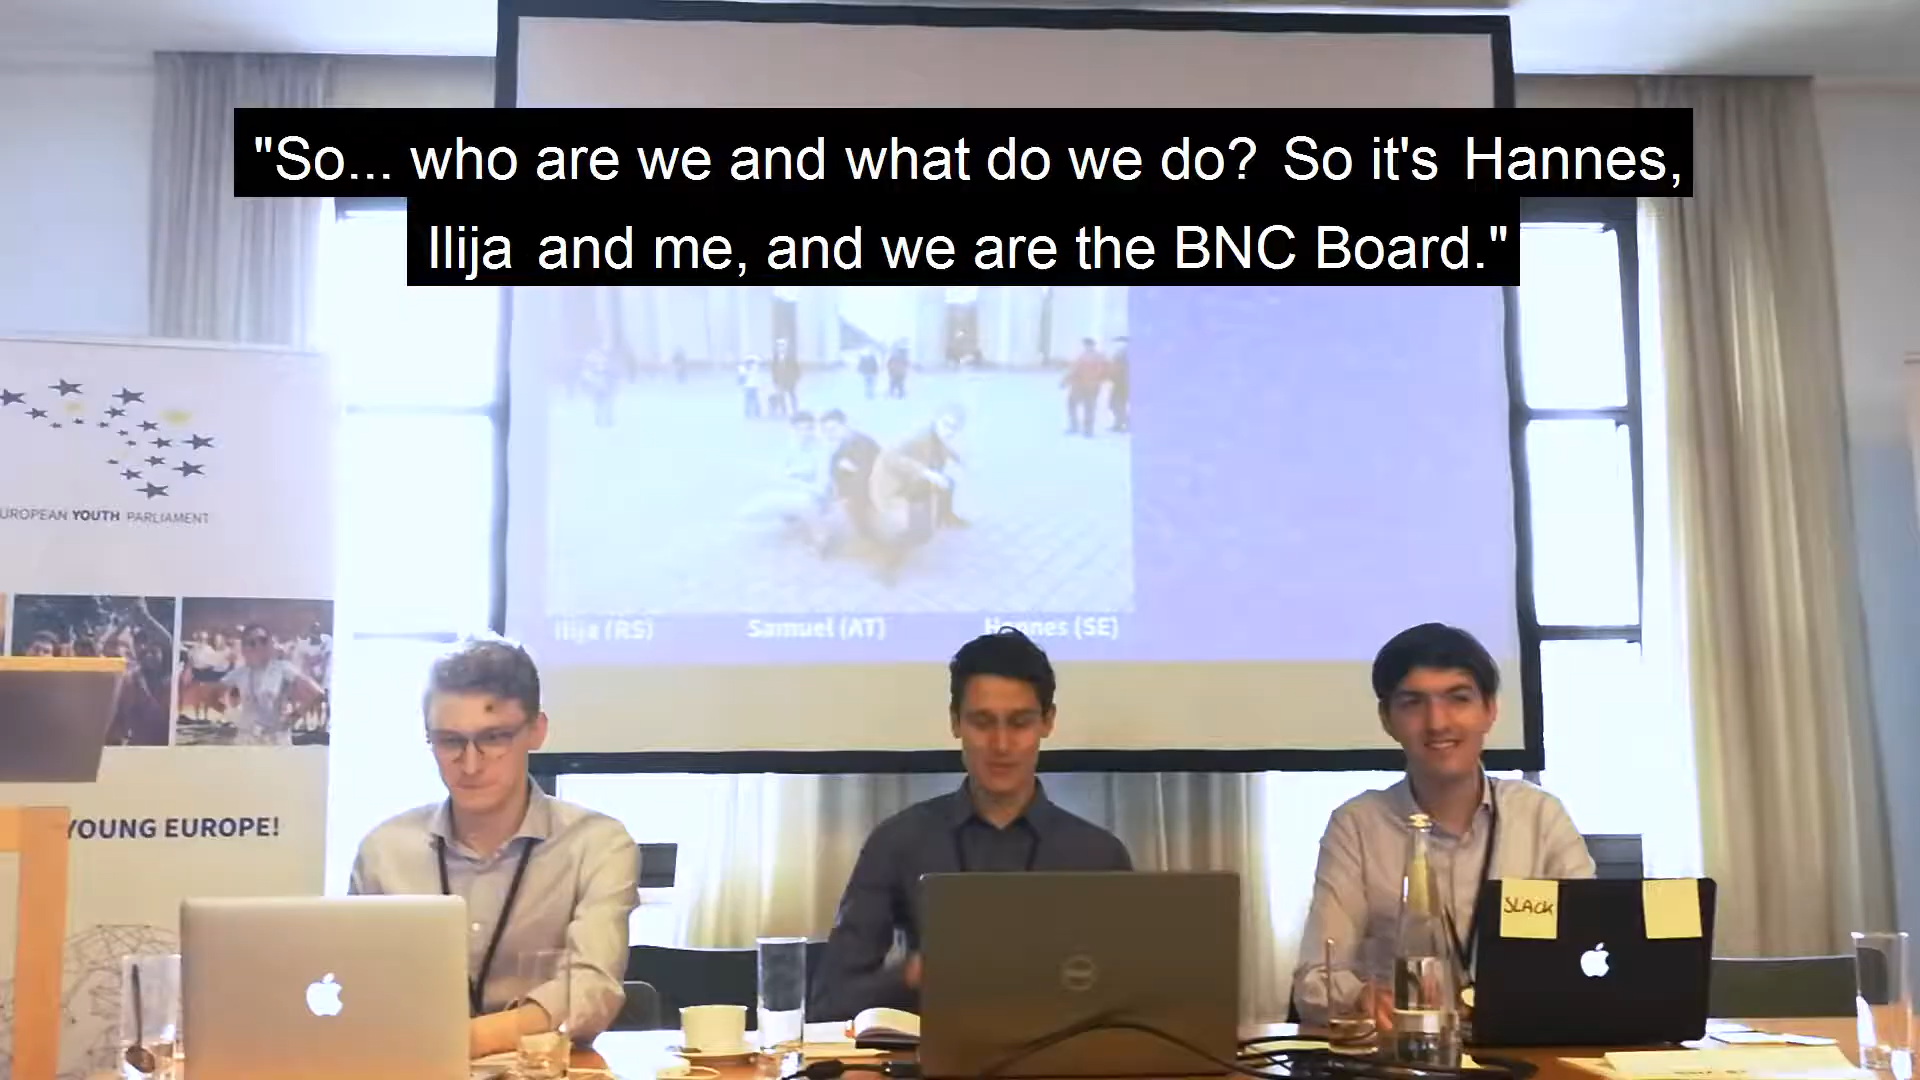 "So... who are we and what do we do? So it's Hannes,
Ilija and me, and we are the BNC Board."
UROPEAN YOUTH PARLIAMENT
Ilija (RS) Samuel (AT) Hannes (SE)
YOUNG EUROPE!
SLACK
DELL